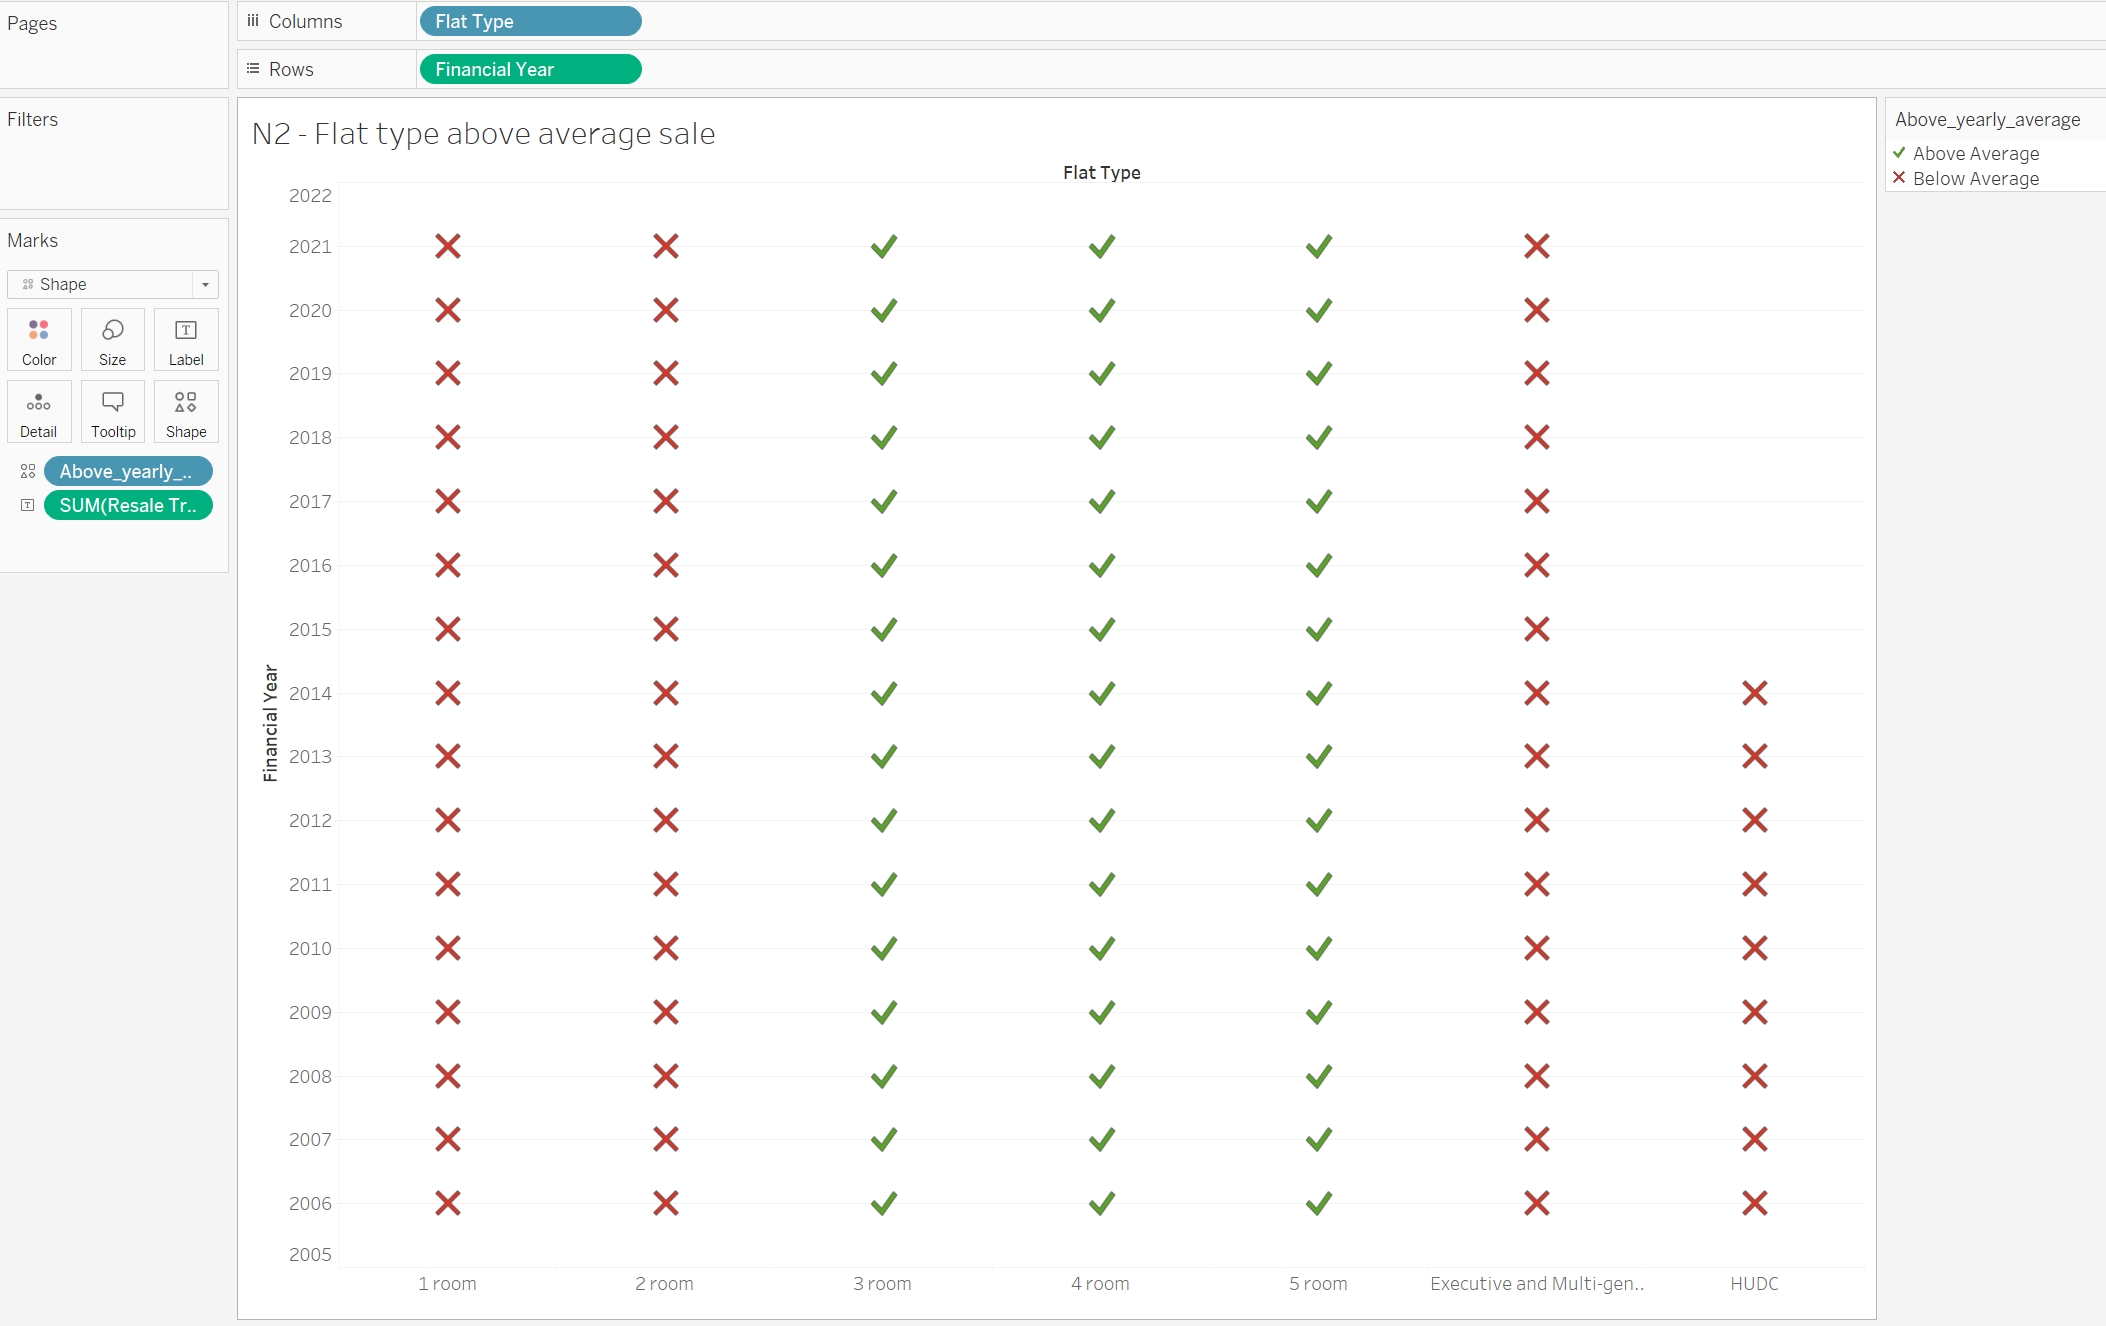 Pages
Columns
Flat Type
Rows
Financial Year
Filters
Marks
Shape
Color
Size
Label
Detail
Tooltip
Shape
Above_yearly_..
SUM(Resale Tr..
N2 - Flat type above average sale
Flat Type
Financial Year
2022
2021
2020
2019
2018
2017
2016
2015
2014
2013
2012
2011
2010
2009
2008
2007
2006
2005
1 room
2 room
3 room
4 room
5 room
Executive and Multi-gen..
HUDC
Above_yearly_average
Above Average
Below Average